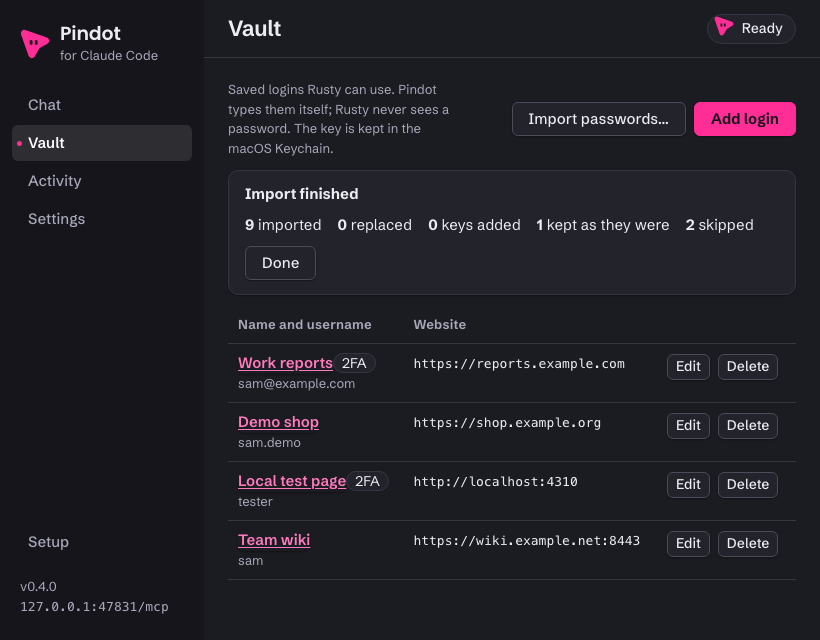 Pindot
for Claude Code
Chat
Vault
Activity
Settings
Setup
v0.4.0
127.0.0.1:47831/mcp
Vault
Ready
Saved logins Rusty can use. Pindot
types them itself; Rusty never sees a
password. The key is kept in the
macOS Keychain.
Import passwords…
Add login
Import finished
9 imported 0 replaced 0 keys added 1 kept as they were 2 skipped
Done
Name and username Website
Work reports 2FA https://reports.example.com Edit Delete
sam@example.com
Demo shop https://shop.example.org Edit Delete
sam.demo
Local test page 2FA http://localhost:4310 Edit Delete
tester
Team wiki https://wiki.example.net:8443 Edit Delete
sam